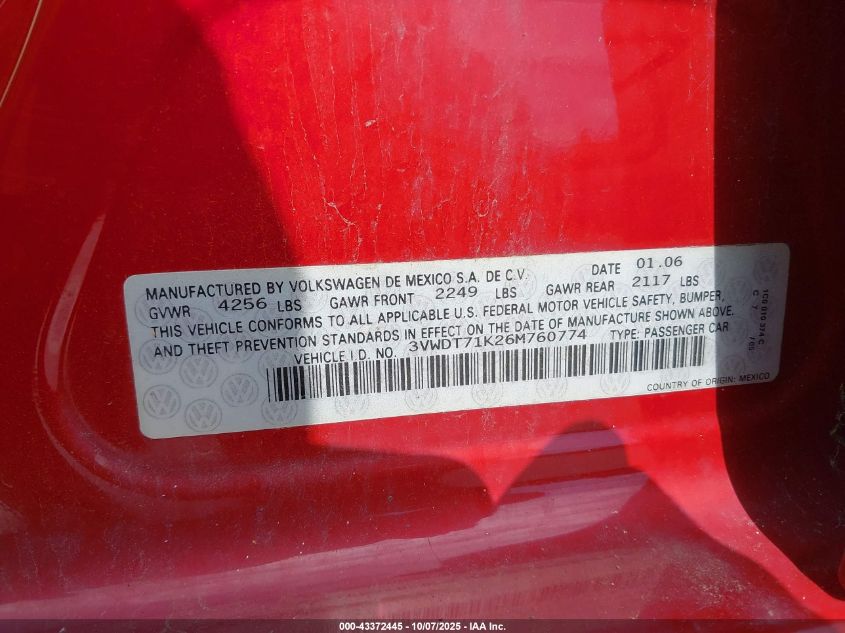 MANUFACTURED BY VOLKSWAGEN DE MEXICO S.A. DE C.V. DATE 01.06
GVWR 4256 LBS GAWR FRONT 2249 LBS GAWR REAR 2117 LBS
THIS VEHICLE CONFORMS TO ALL APPLICABLE U.S. FEDERAL MOTOR VEHICLE SAFETY, BUMPER,
AND THEFT PREVENTION STANDARDS IN EFFECT ON THE DATE OF MANUFACTURE SHOWN ABOVE.
VEHICLE I.D. NO. 3VWDT71K26M760774 TYPE: PASSENGER CAR
COUNTRY OF ORIGIN: MEXICO
1C0 010 374 C
000-43372445 - 10/07/2025 - IAA Inc.